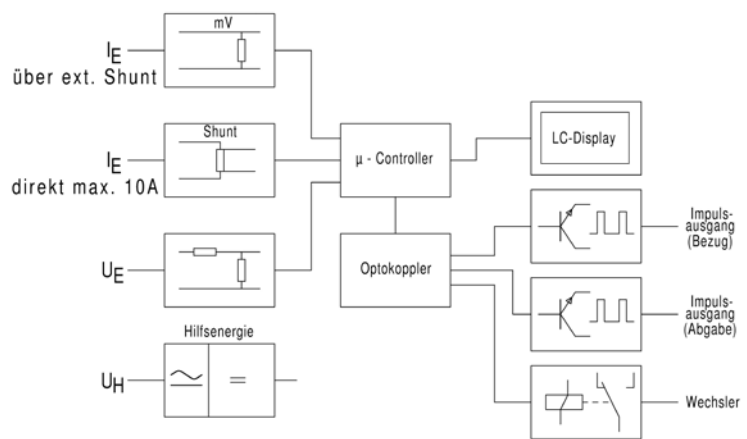 mV
I_E
über ext. Shunt
Shunt
I_E
direkt max. 10A
U_E
Hilfsenergie
U_H
µ - Controller
Optokoppler
LC-Display
Impuls-
ausgang
(Bezug)
Impuls-
ausgang
(Abgabe)
Wechsler